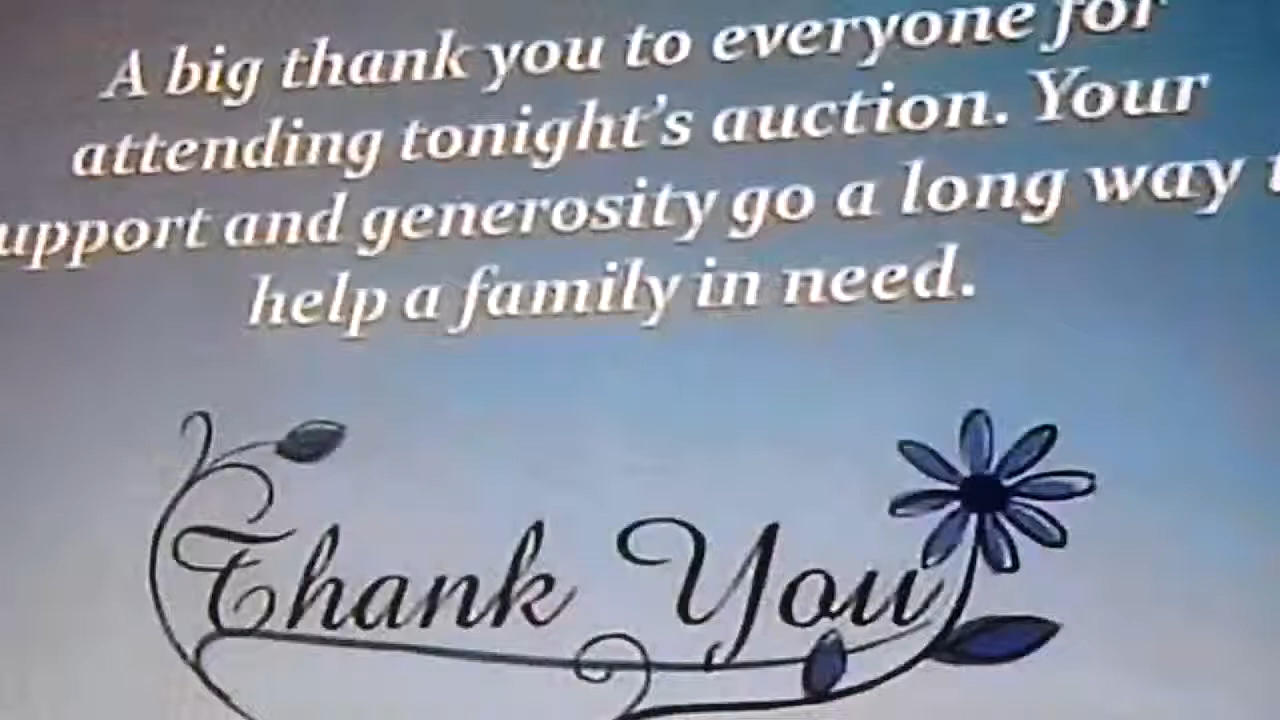 A big thank you to everyone for
attending tonight's auction. Your
upport and generosity go a long way t
help a family in need.
Thank You